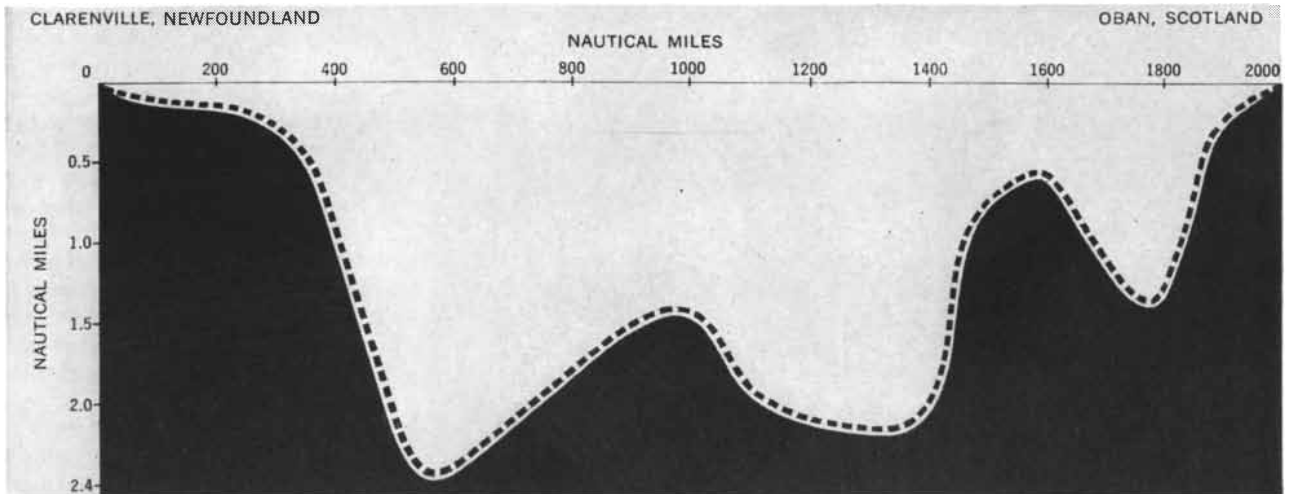 CLARENVILLE, NEWFOUNDLAND
OBAN, SCOTLAND
NAUTICAL MILES
0 200 400 600 800 1000 1200 1400 1600 1800 2000
NAUTICAL MILES
0.5
1.0
1.5
2.0
2.4